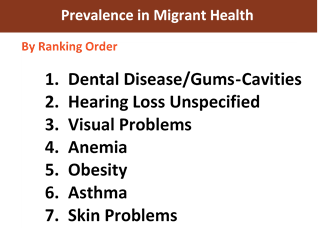 Prevalence in Migrant Health
By Ranking Order
1. Dental Disease/Gums-Cavities
2. Hearing Loss Unspecified
3. Visual Problems
4. Anemia
5. Obesity
6. Asthma
7. Skin Problems